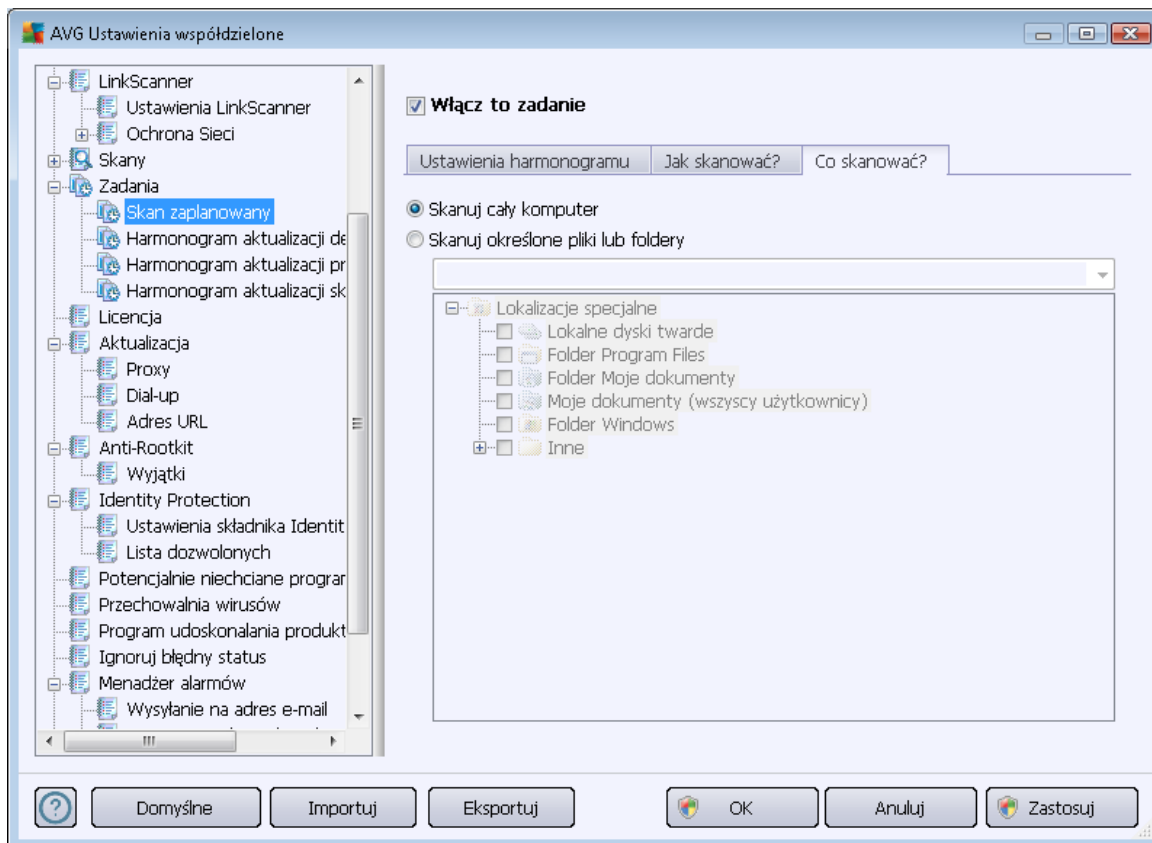 AVG Ustawienia współdzielone
LinkScanner
Ustawienia LinkScanner
Ochrona Sieci
Skany
Zadania
Skan zaplanowany
Harmonogram aktualizacji de
Harmonogram aktualizacji pr
Harmonogram aktualizacji sk
Licencja
Aktualizacja
Proxy
Dial-up
Adres URL
Anti-Rootkit
Wyjątki
Identity Protection
Ustawienia składnika Identit
Lista dozwolonych
Potencjalnie niechciane prograr
Przechowalnia wirusów
Program udoskonalania produkt
Ignoruj błędny status
Menadżer alarmów
Wysyłanie na adres e-mail
Włącz to zadanie
Ustawienia harmonogramu Jak skanować? Co skanować?
Skanuj cały komputer
Skanuj określone pliki lub foldery
Lokalizacje specjalne
Lokalne dyski twarde
Folder Program Files
Folder Moje dokumenty
Moje dokumenty (wszyscy użytkownicy)
Folder Windows
Inne
Domyślne Importuj Eksportuj OK Anuluj Zastosuj